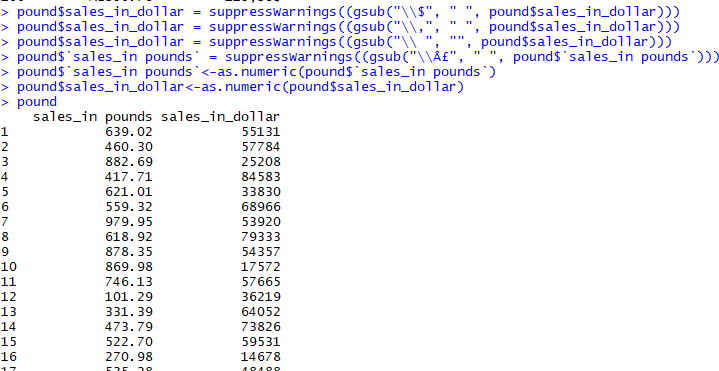 > pound$sales_in_dollar = suppressWarnings((gsub("\\$", " ", pound$sales_in_dollar)))
> pound$sales_in_dollar = suppressWarnings((gsub("\\,", " ", pound$sales_in_dollar)))
> pound$sales_in_dollar = suppressWarnings((gsub("\\ ", "", pound$sales_in_dollar)))
> pound$`sales_in pounds` = suppressWarnings((gsub("\\Â£", " ", pound$`sales_in pounds`)))
> pound$`sales_in pounds`<-as.numeric(pound$`sales_in pounds`)
> pound$sales_in_dollar<-as.numeric(pound$sales_in_dollar)
> pound
sales_in pounds sales_in_dollar
1 639.02 55131
2 460.30 57784
3 882.69 25208
4 417.71 84583
5 621.01 33830
6 559.32 68966
7 979.95 53920
8 618.92 79333
9 878.35 54357
10 869.98 17572
11 746.13 57665
12 101.29 36219
13 331.39 64052
14 473.79 73826
15 522.70 59531
16 270.98 14678